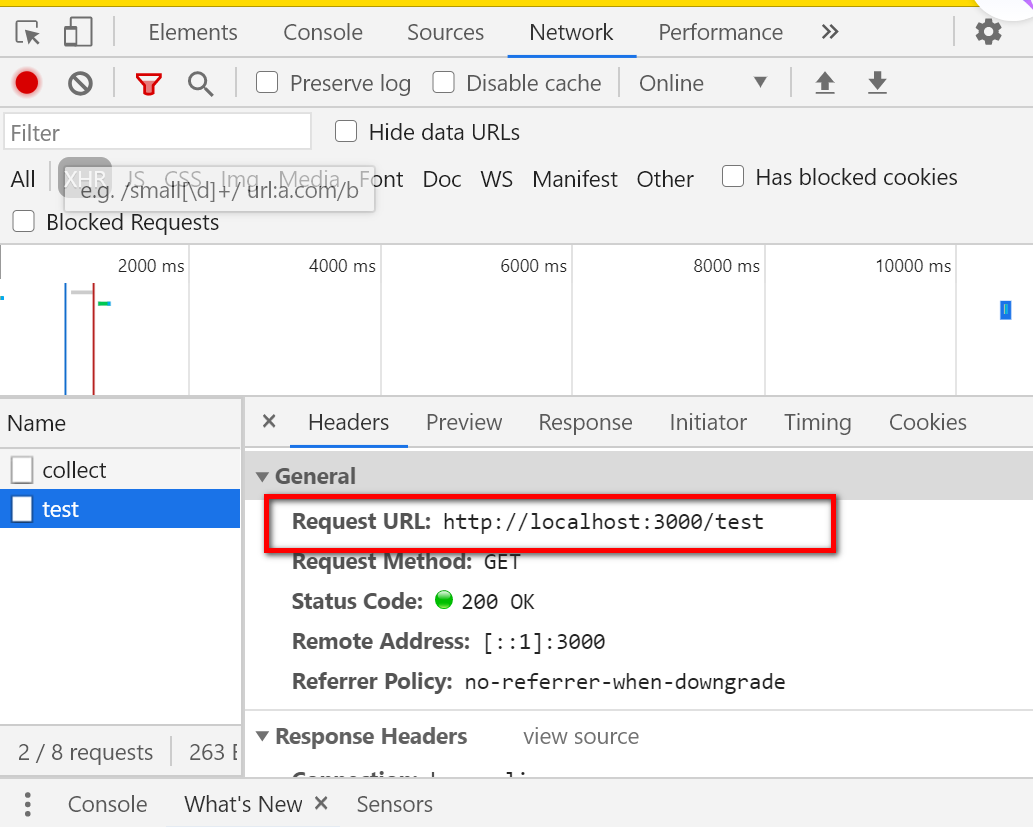 Elements Console Sources Network Performance
Preserve log Disable cache Online
Filter Hide data URLs
All XHR JS CSS Img Media Font Doc WS Manifest Other Has blocked cookies
e.g. /small[\d]+/ url:a.com/b
Blocked Requests
2000 ms 4000 ms 6000 ms 8000 ms 10000 ms
Name
collect
test
Headers Preview Response Initiator Timing Cookies
General
Request URL: http://localhost:3000/test
Request Method: GET
Status Code: 200 OK
Remote Address: [::1]:3000
Referrer Policy: no-referrer-when-downgrade
Response Headers view source
2 / 8 requests 263
Console What's New Sensors